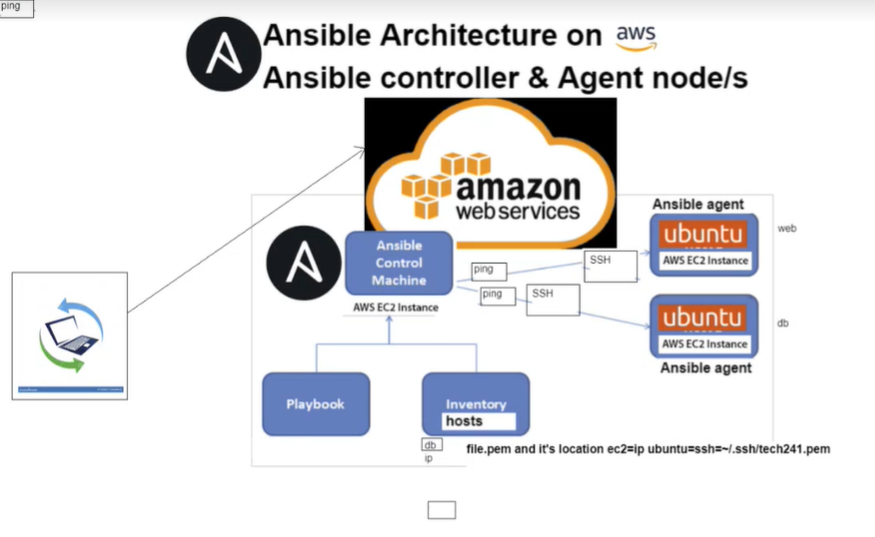 ping
Ansible Architecture on aws
Ansible controller & Agent node/s
amazon
web services
Ansible agent
ubuntu
AWS EC2 Instance
web
Ansible
Control
Machine
ping
SSH
AWS EC2 Instance
ping
SSH
ubuntu
AWS EC2 Instance
db
Ansible agent
Playbook
Inventory
hosts
db
ip
file.pem and it's location ec2=ip ubuntu=ssh=~/.ssh/tech241.pem